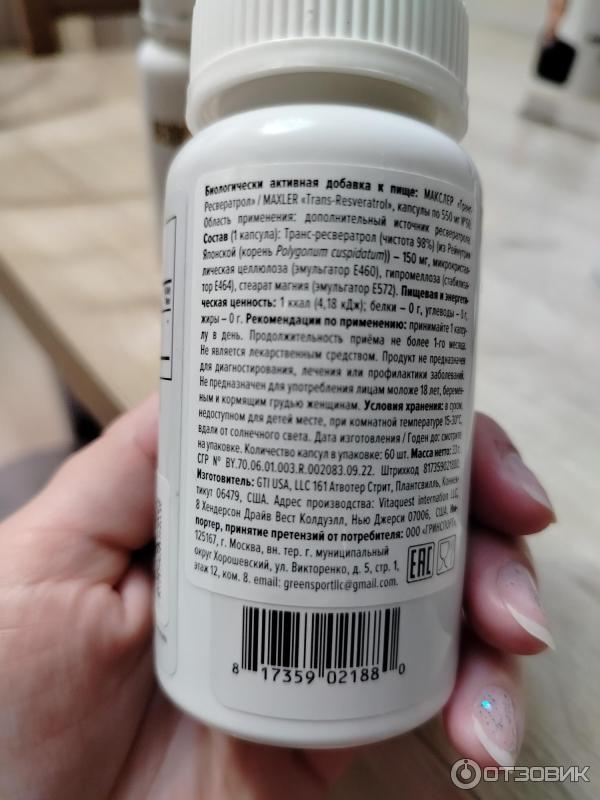 Биологически активная добавка к пище: МАКСЛЕР «Транс-
Ресвератрол» / MAXLER «Trans-Resveratrol», капсулы по 550 мг №
Область применения: дополнительный источник ресвератрола.
Состав (1 капсула): Транс-ресвератрол (чистота 98%) (из Рейнутрии
Японской (корень Polygonum cuspidatum)) – 150 мг, микрокристал-
лическая целлюлоза (эмульгатор Е460), гипромеллоза (стабилиза-
тор Е464), стеарат магния (эмульгатор Е572). Пищевая и энергети-
ческая ценность: 1 ккал (4,18 кДж); белки – 0 г, углеводы – 0 г,
жиры – 0 г. Рекомендации по применению: принимайте 1 капсу-
лу в день. Продолжительность приёма не более 1-го месяца.
Не является лекарственным средством. Продукт не предназначен
для диагностирования, лечения или профилактики заболеваний.
Не предназначен для употребления лицам моложе 18 лет, беремен-
ным и кормящим грудью женщинам. Условия хранения: в сухом,
недоступном для детей месте, при комнатной температуре 15-30°C,
вдали от солнечного света. Дата изготовления / Годен до: смотрите
на упаковке. Количество капсул в упаковке: 60 шт. Масса нетто: 33 г.
СГР № BY.70.06.01.003.R.002083.09.22. Штрихкод 817359021880.
Изготовитель: GTI USA, LLC 161 Атвотер Стрит, Плантсвилль, Коннек-
тикут 06479, США. Адрес производства: Vitaquest internation LLC,
8 Хендерсон Драйв Вест Колдуэлл, Нью Джерси 07006, США. Им-
портер, принятие претензий от потребителя: ООО «ГРИНСПОРТ»,
125167, г. Москва, вн. тер. г. муниципальный
округ Хорошевский, ул. Викторенко, д. 5, стр. 1,
этаж 12, ком. 8. email: greensportllc@gmail.com.
EAC
8 17359 02188 0
ОТЗОВИК